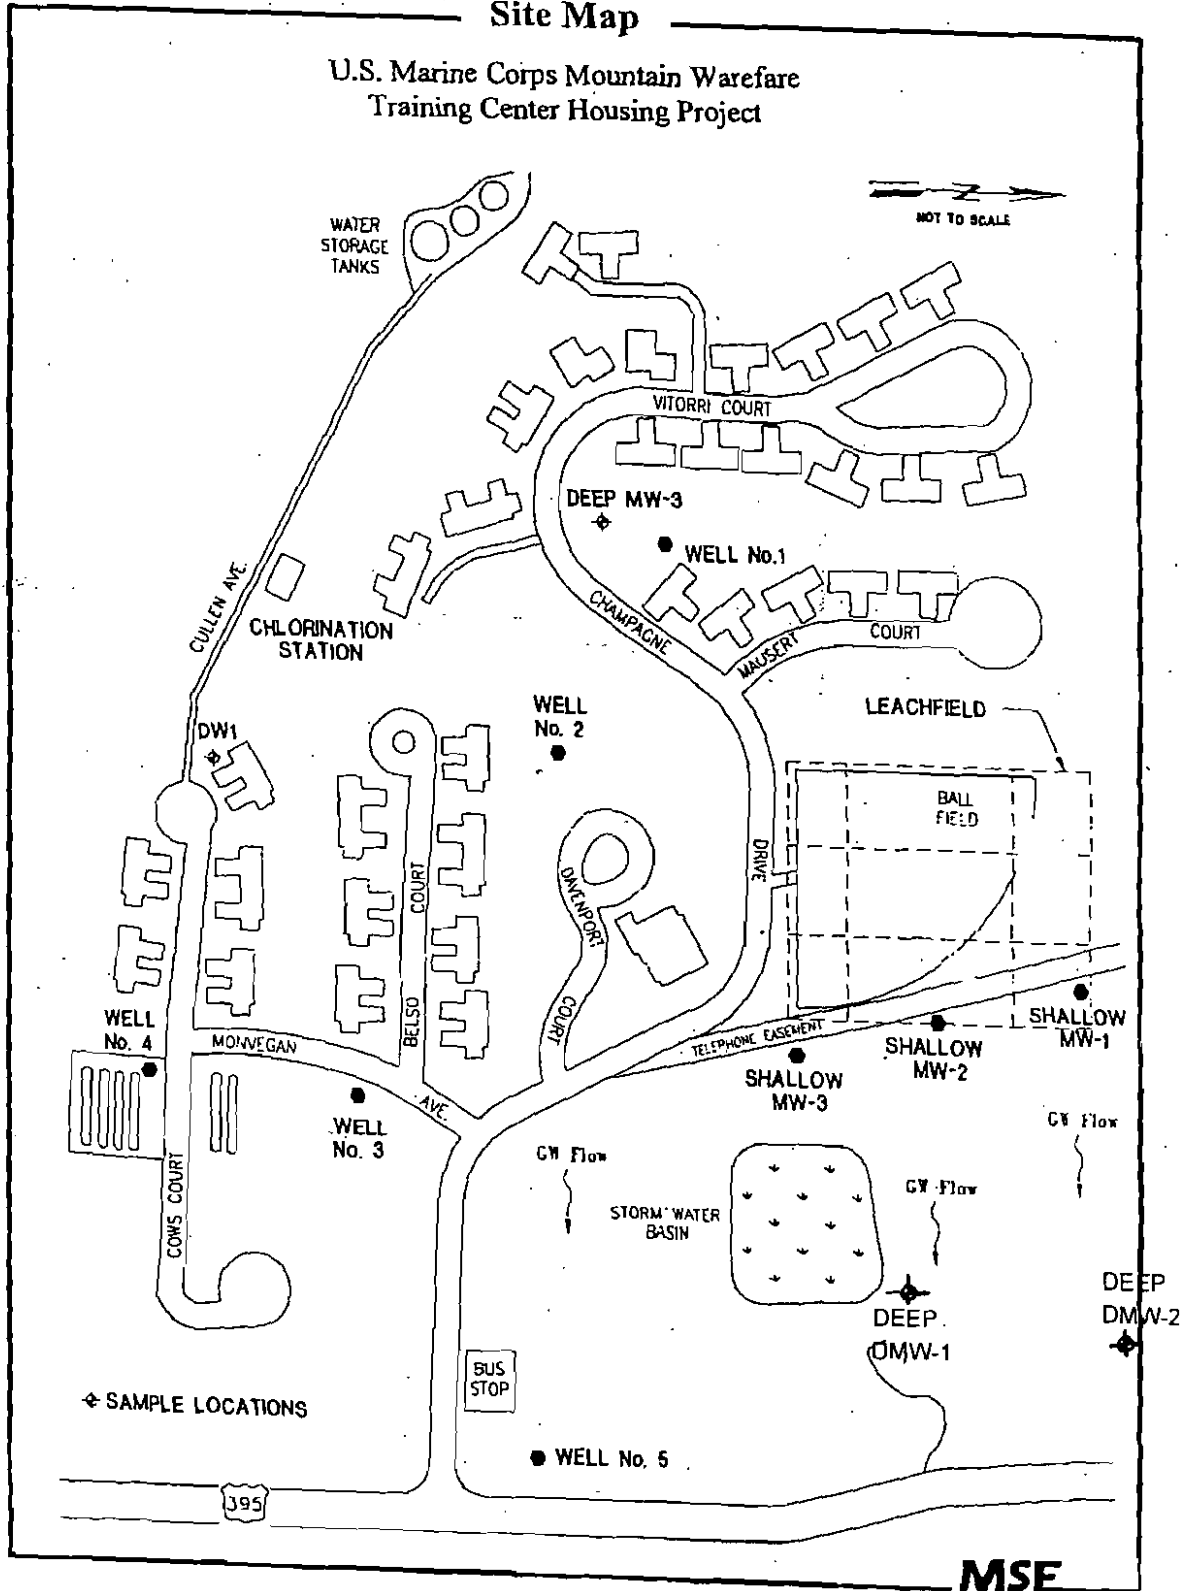 Site Map
U.S. Marine Corps Mountain Warefare
Training Center Housing Project
NOT TO SCALE
WATER
STORAGE
TANKS
VITORRI COURT
DEEP MW-3
WELL No.1
CULLEN AVE.
CHLORINATION
STATION
CHAMPAGNE
MAUSERT
COURT
LEACHFIELD
WELL
No. 2
DW1
BALL
FIELD
DRIVE
COURT
DAVENPORT
BELSO
COURT
WELL
No. 4
MONVEGAN
AVE.
TELEPHONE EASEMENT
SHALLOW
MW-1
SHALLOW
MW-2
SHALLOW
MW-3
WELL
No. 3
GW Flow
GW Flow
GW Flow
COWS COURT
STORM WATER
BASIN
DEEP
DMW-2
DEEP
DMW-1
BUS
STOP
SAMPLE LOCATIONS
WELL No. 5
395
MSE